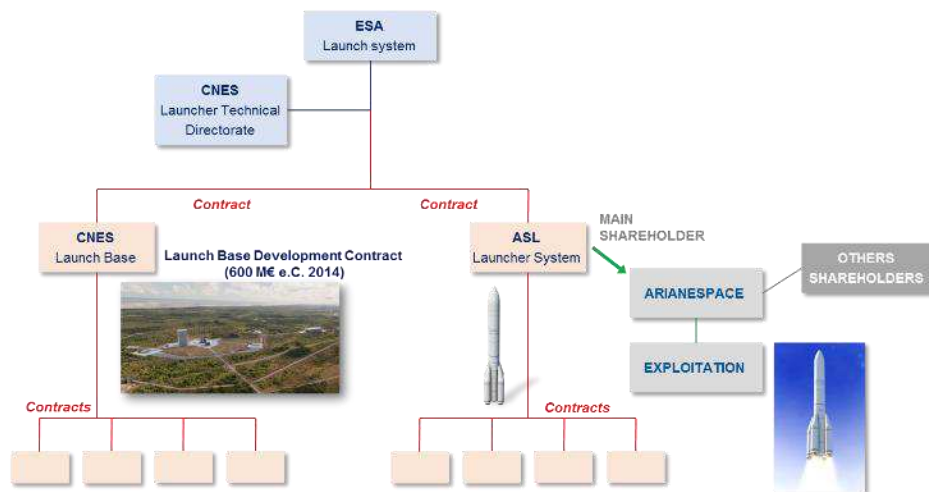 ESA
Launch system
CNES
Launcher Technical
Directorate
Contract
Contract
CNES
Launch Base
Launch Base Development Contract
(600 M€ e.C. 2014)
ASL
Launcher System
MAIN
SHAREHOLDER
OTHERS
SHAREHOLDERS
ARIANESPACE
EXPLOITATION
Contracts
Contracts